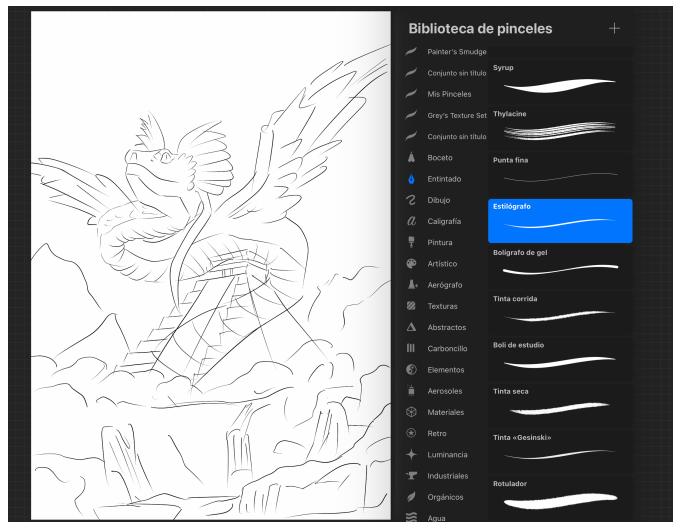 Biblioteca de pinceles
Painter's Smudge
Conjunto sin título
Mis Pinceles
Grey's Texture Set
Conjunto sin título
Boceto
Entintado
Dibujo
Caligrafía
Pintura
Artístico
Aerógrafo
Texturas
Abstractos
Carboncillo
Elementos
Aerosoles
Materiales
Retro
Luminancia
Industriales
Orgánicos
Agua
Syrup
Thylacine
Punta fina
Estilógrafo
Bolígrafo de gel
Tinta corrida
Boli de estudio
Tinta seca
Tinta «Gesinski»
Rotulador